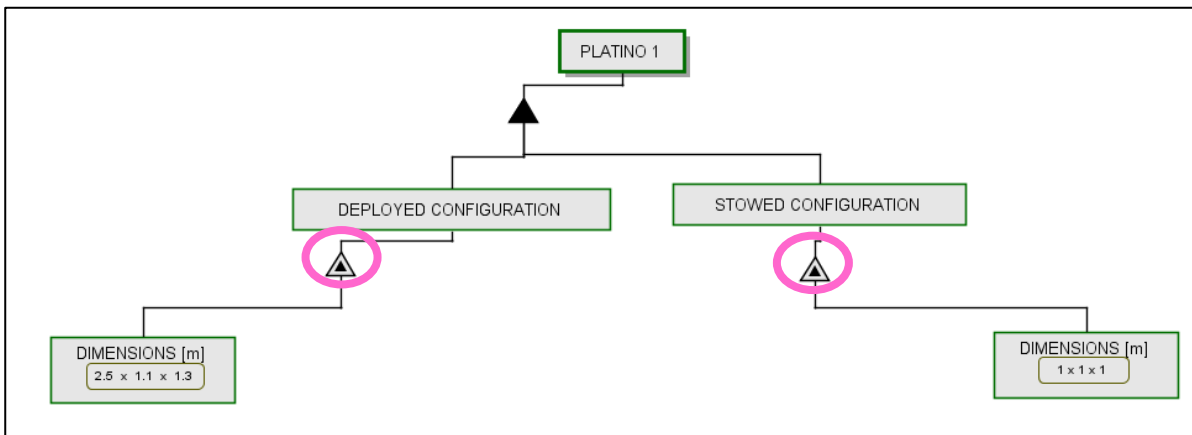 PLATINO 1
DEPLOYED CONFIGURATION
STOWED CONFIGURATION
DIMENSIONS [m]
2.5 x 1.1 x 1.3
DIMENSIONS [m]
1 x 1 x 1